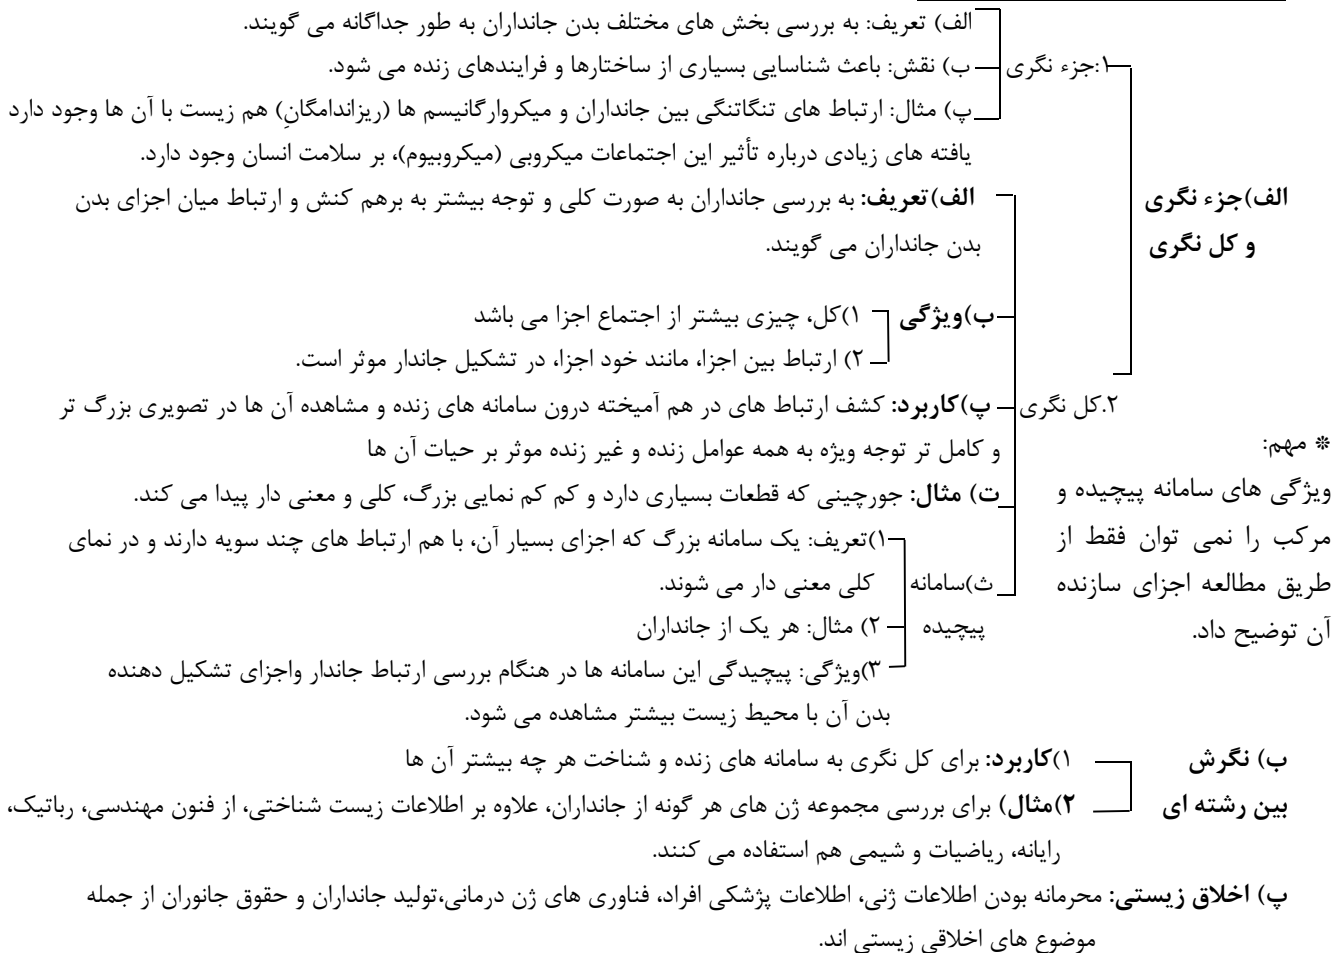 الف) تعریف: به بررسی بخش های مختلف بدن جانداران به طور جداگانه می گویند.
۱:جزء نگری
ب) نقش: باعث شناسایی بسیاری از ساختارها و فرایندهای زنده می شود.
پ) مثال: ارتباط های تنگاتنگی بین جانداران و میکروارگانیسم ها (ریزاندامگانِ) هم زیست با آن ها وجود دارد
یافته های زیادی درباره تأثیر این اجتماعات میکروبی (میکروبیوم)، بر سلامت انسان وجود دارد.
الف)جزء نگری
و کل نگری
الف)تعریف: به بررسی جانداران به صورت کلی و توجه بیشتر به برهم کنش و ارتباط میان اجزای بدن
بدن جانداران می گویند.
ب)ویژگی
۱)کل، چیزی بیشتر از اجتماع اجزا می باشد
۲) ارتباط بین اجزا، مانند خود اجزا، در تشکیل جاندار موثر است.
۲.کل نگری
پ)کاربرد: کشف ارتباط های در هم آمیخته درون سامانه های زنده و مشاهده آن ها در تصویری بزرگ تر
و کامل تر توجه ویژه به همه عوامل زنده و غیر زنده موثر بر حیات آن ها
ت) مثال: جورچینی که قطعات بسیاری دارد و کم کم نمایی بزرگ، کلی و معنی دار پیدا می کند.
ث)سامانه
پیچیده
۱)تعریف: یک سامانه بزرگ که اجزای بسیار آن، با هم ارتباط های چند سویه دارند و در نمای
کلی معنی دار می شوند.
۲) مثال: هر یک از جانداران
۳)ویژگی: پیچیدگی این سامانه ها در هنگام بررسی ارتباط جاندار واجزای تشکیل دهنده
بدن آن با محیط زیست بیشتر مشاهده می شود.
* مهم:
ویژگی های سامانه پیچیده و
مرکب را نمی توان فقط از
طریق مطالعه اجزای سازنده
آن توضیح داد.
ب) نگرش
بین رشته ای
۱)کاربرد: برای کل نگری به سامانه های زنده و شناخت هر چه بیشتر آن ها
۲)مثال) برای بررسی مجموعه ژن های هر گونه از جانداران، علاوه بر اطلاعات زیست شناختی، از فنون مهندسی، رباتیک،
رایانه، ریاضیات و شیمی هم استفاده می کنند.
پ) اخلاق زیستی: محرمانه بودن اطلاعات ژنی، اطلاعات پزشکی افراد، فناوری های ژن درمانی،تولید جانداران و حقوق جانوران از جمله
موضوع های اخلاقی زیستی اند.